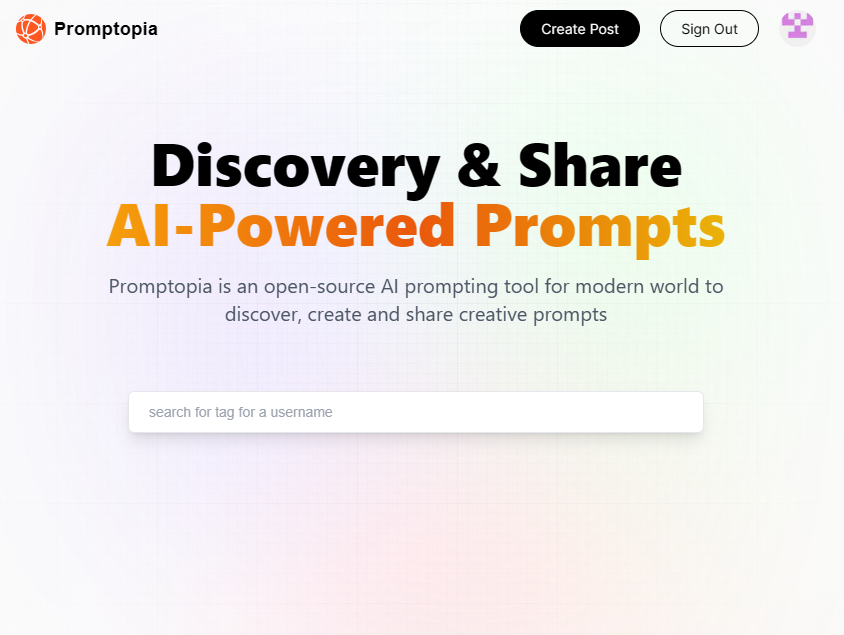 Promptopia
Create Post
Sign Out
Discovery & Share
AI-Powered Prompts
Promptopia is an open-source AI prompting tool for modern world to
discover, create and share creative prompts
search for tag for a username